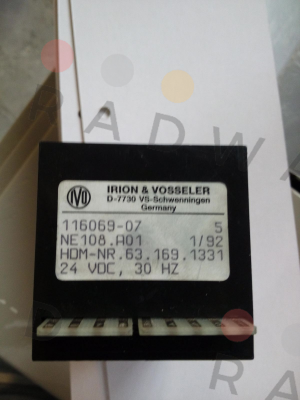 RADWA
IVO
IRION & VOSSELER
D-7730 VS-Schwenningen
Germany
116069-07 5
NE108.A01 1/92
HDM-NR.63.169.1331
24 VDC, 30 HZ